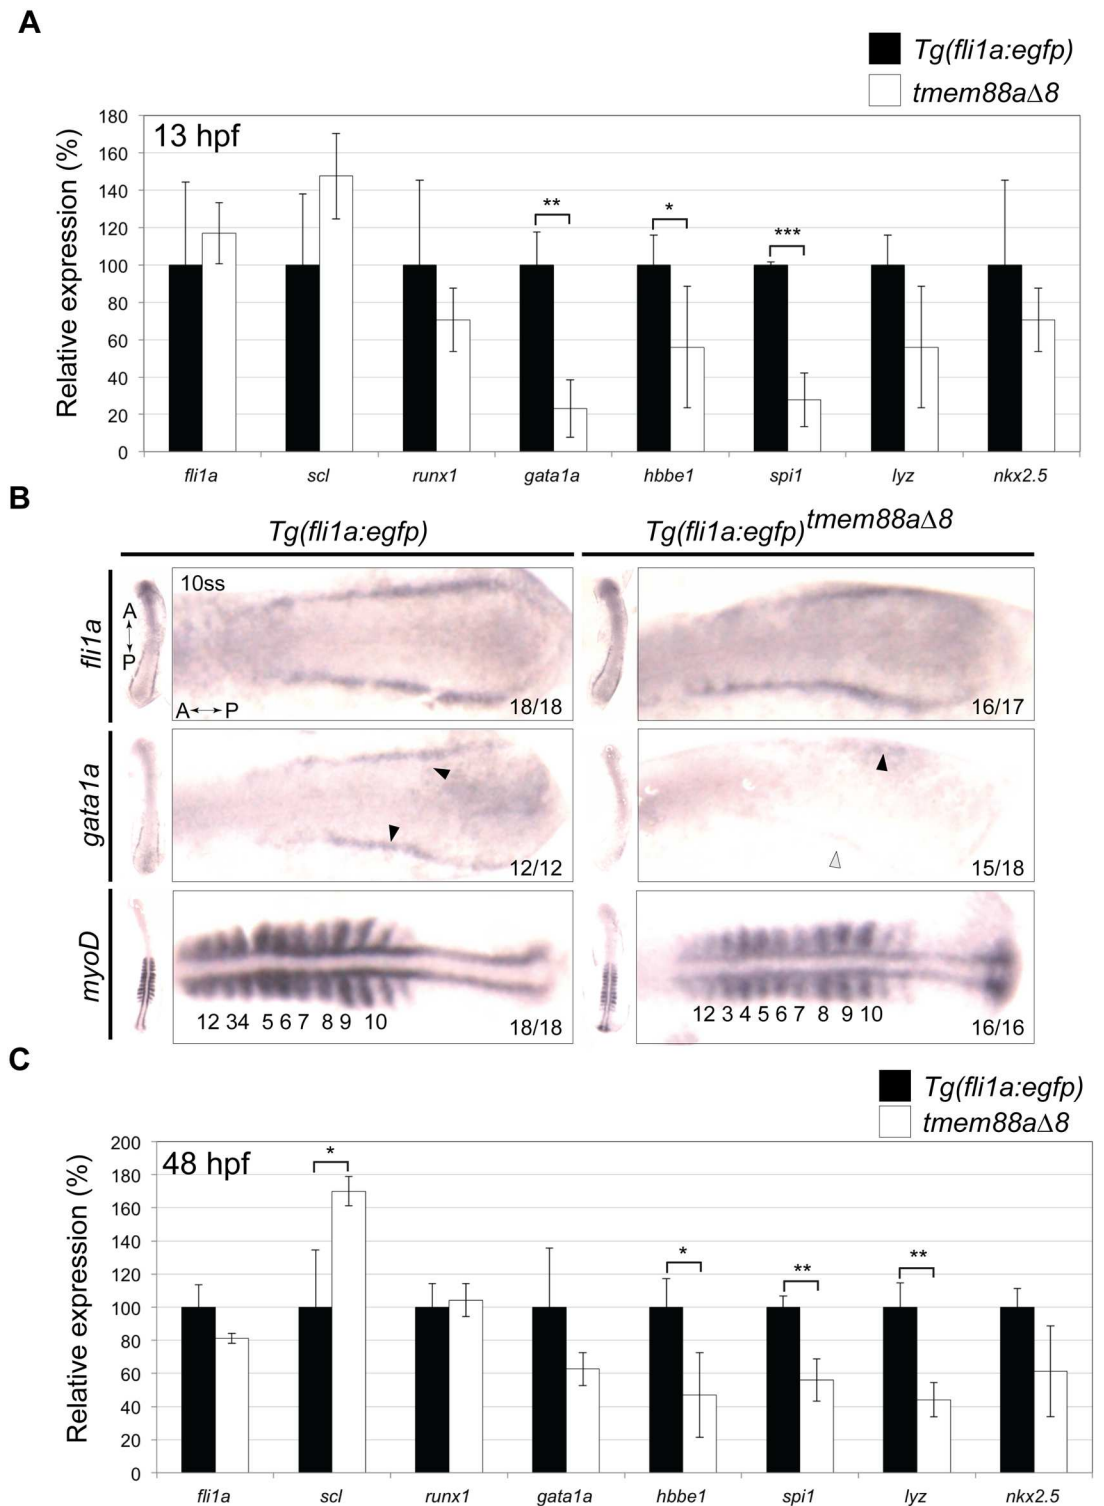 A
Tg(fli1a:egfp)
tmem88aΔ8
13 hpf
Relative expression (%)
180
160
140
120
100
80
60
40
20
0
** * ***
fli1a scl runx1 gata1a hbbe1 spi1 lyz nkx2.5
B
Tg(fli1a:egfp) Tg(fli1a:egfp)tmem88aΔ8
fli1a
A
P
10ss
A P
18/18
16/17
gata1a
12/12
15/18
myoD
12 34 5 6 7 8 9 10
18/18
12 3 4 5 6 7 8 9 10
16/16
C
Tg(fli1a:egfp)
tmem88aΔ8
48 hpf
Relative expression (%)
200
180
160
140
120
100
80
60
40
20
0
* * ** **
fli1a scl runx1 gata1a hbbe1 spi1 lyz nkx2.5